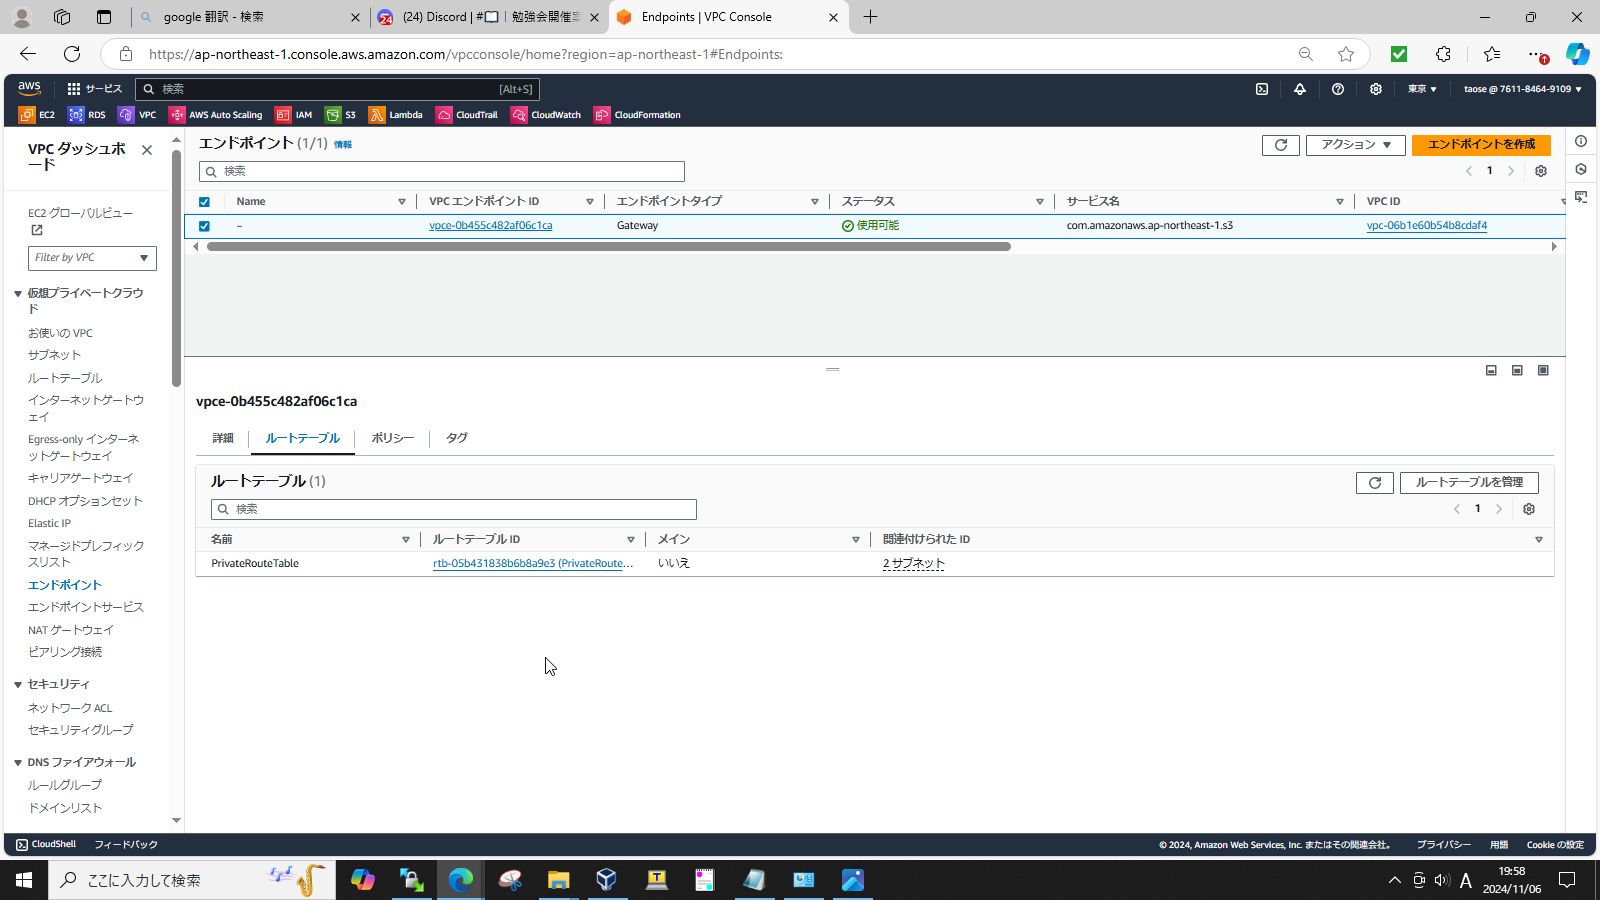 google 翻訳 - 検索
(24) Discord | #📖｜勉強会開催案
Endpoints | VPC Console
https://ap-northeast-1.console.aws.amazon.com/vpcconsole/home?region=ap-northeast-1#Endpoints:
aws
サービス
検索
[Alt+S]
東京
taose @ 7611-8464-9109
EC2
RDS
VPC
AWS Auto Scaling
IAM
S3
Lambda
CloudTrail
CloudWatch
CloudFormation
VPC ダッシュボ
ード
EC2 グローバルビュー
Filter by VPC
仮想プライベートクラウ
ド
お使いの VPC
サブネット
ルートテーブル
インターネットゲートウ
ェイ
Egress-only インターネ
ットゲートウェイ
キャリアゲートウェイ
DHCP オプションセット
Elastic IP
マネージドプレフィック
スリスト
エンドポイント
エンドポイントサービス
NAT ゲートウェイ
ピアリング接続
セキュリティ
ネットワーク ACL
セキュリティグループ
DNS ファイアウォール
ルールグループ
ドメインリスト
エンドポイント (1/1) 情報
アクション
エンドポイントを作成
検索
1
Name
VPC エンドポイント ID
エンドポイントタイプ
ステータス
サービス名
VPC ID
–
vpce-0b455c482af06c1ca
Gateway
使用可能
com.amazonaws.ap-northeast-1.s3
vpc-06b1e60b54b8cdaf4
vpce-0b455c482af06c1ca
詳細
ルートテーブル
ポリシー
タグ
ルートテーブル (1)
ルートテーブルを管理
検索
1
名前
ルートテーブル ID
メイン
関連付けられた ID
PrivateRouteTable
rtb-05b431838b6b8a9e3 (PrivateRoute...
いいえ
2 サブネット
CloudShell
フィードバック
© 2024, Amazon Web Services, Inc. またはその関連会社。
プライバシー
用語
Cookie の設定
ここに入力して検索
A
19:58
2024/11/06